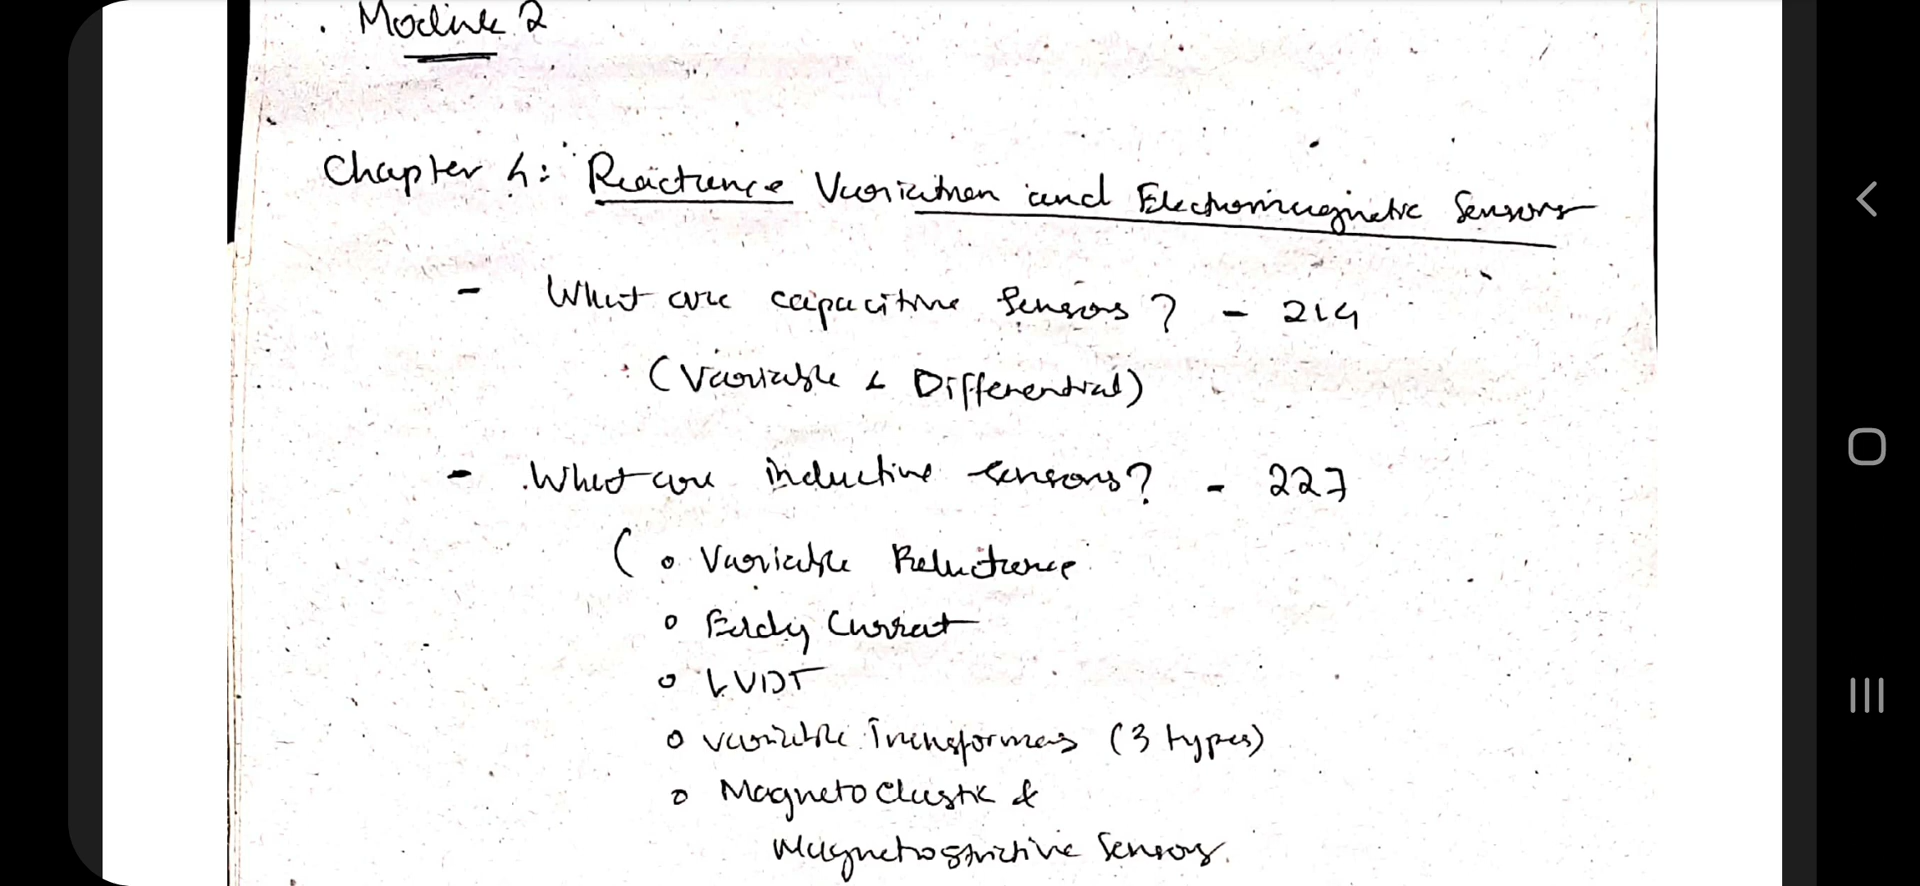 . Module 2
Chapter 4: Reactance Variation and Electromagnetic Sensors
- What are capacitive sensors? - 214
(Variable & Differential)
- What are inductive sensors? - 227
( o Variable Reluctance
o Eddy Current
o LVDT
o variable Transformers (3 types)
o Magneto elastic &
Magnetostrictive Sensors.